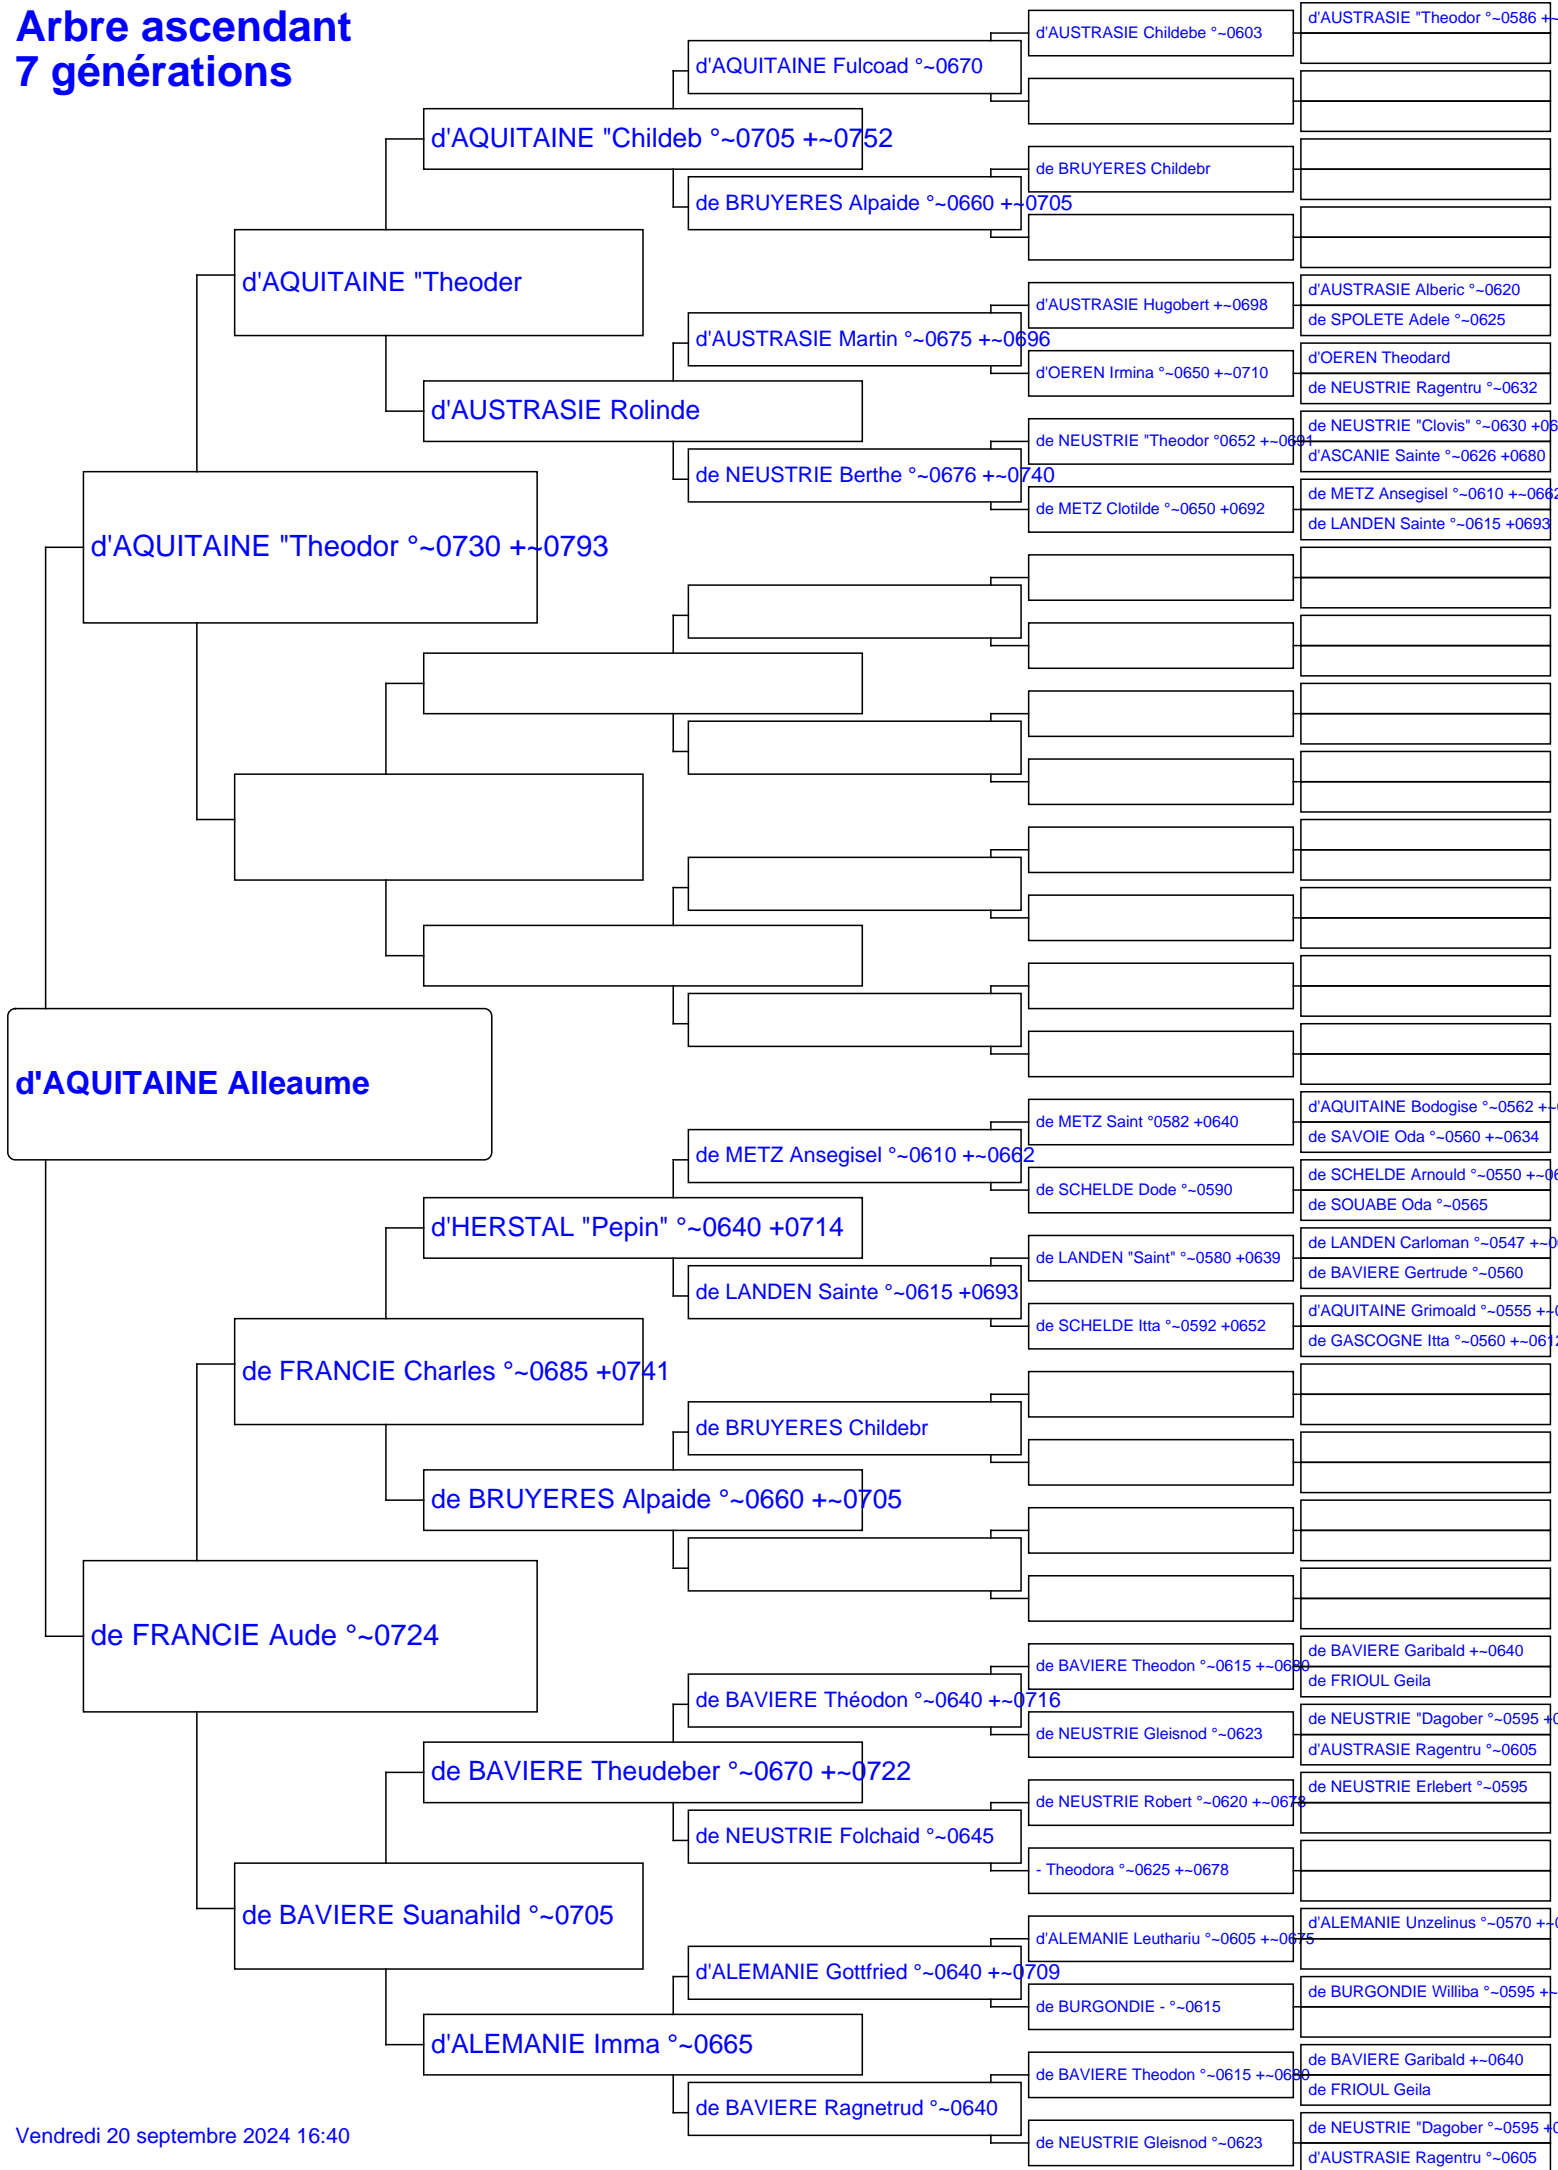 Arbre ascendant
7 générations
d'AUSTRASIE "Theodor °~0586 +~
d'AUSTRASIE Childebe °~0603
d'AQUITAINE Fulcoad °~0670
d'AQUITAINE "Childeb °~0705 +~0752
de BRUYERES Childebr
de BRUYERES Alpaide °~0660 +~0705
d'AQUITAINE "Theoder
d'AUSTRASIE Alberic °~0620
d'AUSTRASIE Hugobert +~0698
de SPOLETE Adele °~0625
d'AUSTRASIE Martin °~0675 +~0696
d'OEREN Theodard
d'OEREN Irmina °~0650 +~0710
de NEUSTRIE Ragentru °~0632
d'AUSTRASIE Rolinde
de NEUSTRIE "Clovis" °~0630 +06
de NEUSTRIE "Theodor °0652 +~0691
d'ASCANIE Sainte °~0626 +0680
de NEUSTRIE Berthe °~0676 +~0740
de METZ Ansegisel °~0610 +~0662
de METZ Clotilde °~0650 +0692
de LANDEN Sainte °~0615 +0693
d'AQUITAINE "Theodor °~0730 +~0793
d'AQUITAINE Alleaume
d'AQUITAINE Bodogise °~0562 +~
de METZ Saint °0582 +0640
de SAVOIE Oda °~0560 +~0634
de METZ Ansegisel °~0610 +~0662
de SCHELDE Arnould °~0550 +~06
de SCHELDE Dode °~0590
de SOUABE Oda °~0565
d'HERSTAL "Pepin" °~0640 +0714
de LANDEN Carloman °~0547 +~0
de LANDEN "Saint" °~0580 +0639
de BAVIERE Gertrude °~0560
de LANDEN Sainte °~0615 +0693
d'AQUITAINE Grimoald °~0555 +~0
de SCHELDE Itta °~0592 +0652
de GASCOGNE Itta °~0560 +~0612
de FRANCIE Charles °~0685 +0741
de BRUYERES Childebr
de BRUYERES Alpaide °~0660 +~0705
de FRANCIE Aude °~0724
de BAVIERE Garibald +~0640
de BAVIERE Theodon °~0615 +~0680
de FRIOUL Geila
de BAVIERE Théodon °~0640 +~0716
de NEUSTRIE "Dagober °~0595 +0
de NEUSTRIE Gleisnod °~0623
d'AUSTRASIE Ragentru °~0605
de BAVIERE Theudeber °~0670 +~0722
de NEUSTRIE Erlebert °~0595
de NEUSTRIE Robert °~0620 +~0678
de NEUSTRIE Folchaid °~0645
- Theodora °~0625 +~0678
de BAVIERE Suanahild °~0705
d'ALEMANIE Unzelinus °~0570 +~0
d'ALEMANIE Leuthariu °~0605 +~0675
d'ALEMANIE Gottfried °~0640 +~0709
de BURGONDIE Williba °~0595 +~
de BURGONDIE - °~0615
d'ALEMANIE Imma °~0665
de BAVIERE Garibald +~0640
de BAVIERE Theodon °~0615 +~0680
de FRIOUL Geila
de BAVIERE Ragnetrud °~0640
de NEUSTRIE "Dagober °~0595 +0
de NEUSTRIE Gleisnod °~0623
d'AUSTRASIE Ragentru °~0605
Vendredi 20 septembre 2024 16:40